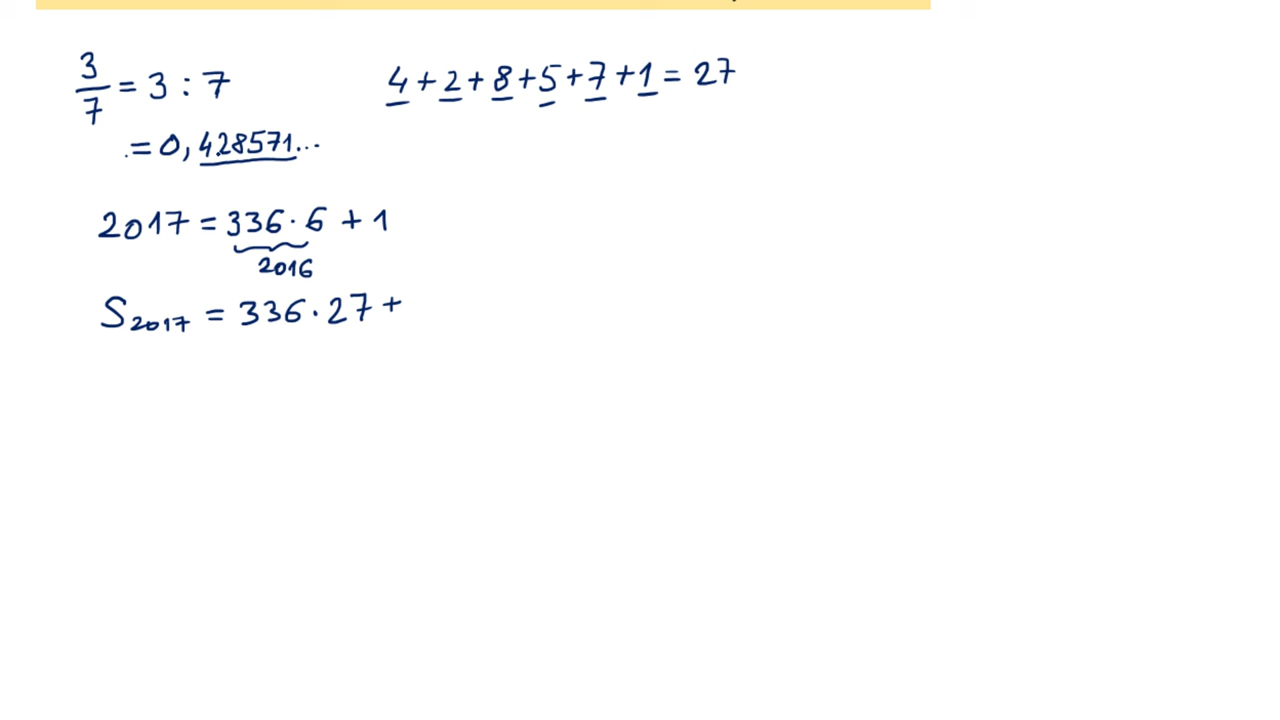 3/7 = 3 : 7
= 0,428571...
4 + 2 + 8 + 5 + 7 + 1 = 27
2017 = 336 · 6 + 1
2016
S₂₀₁₇ = 336 · 27 +